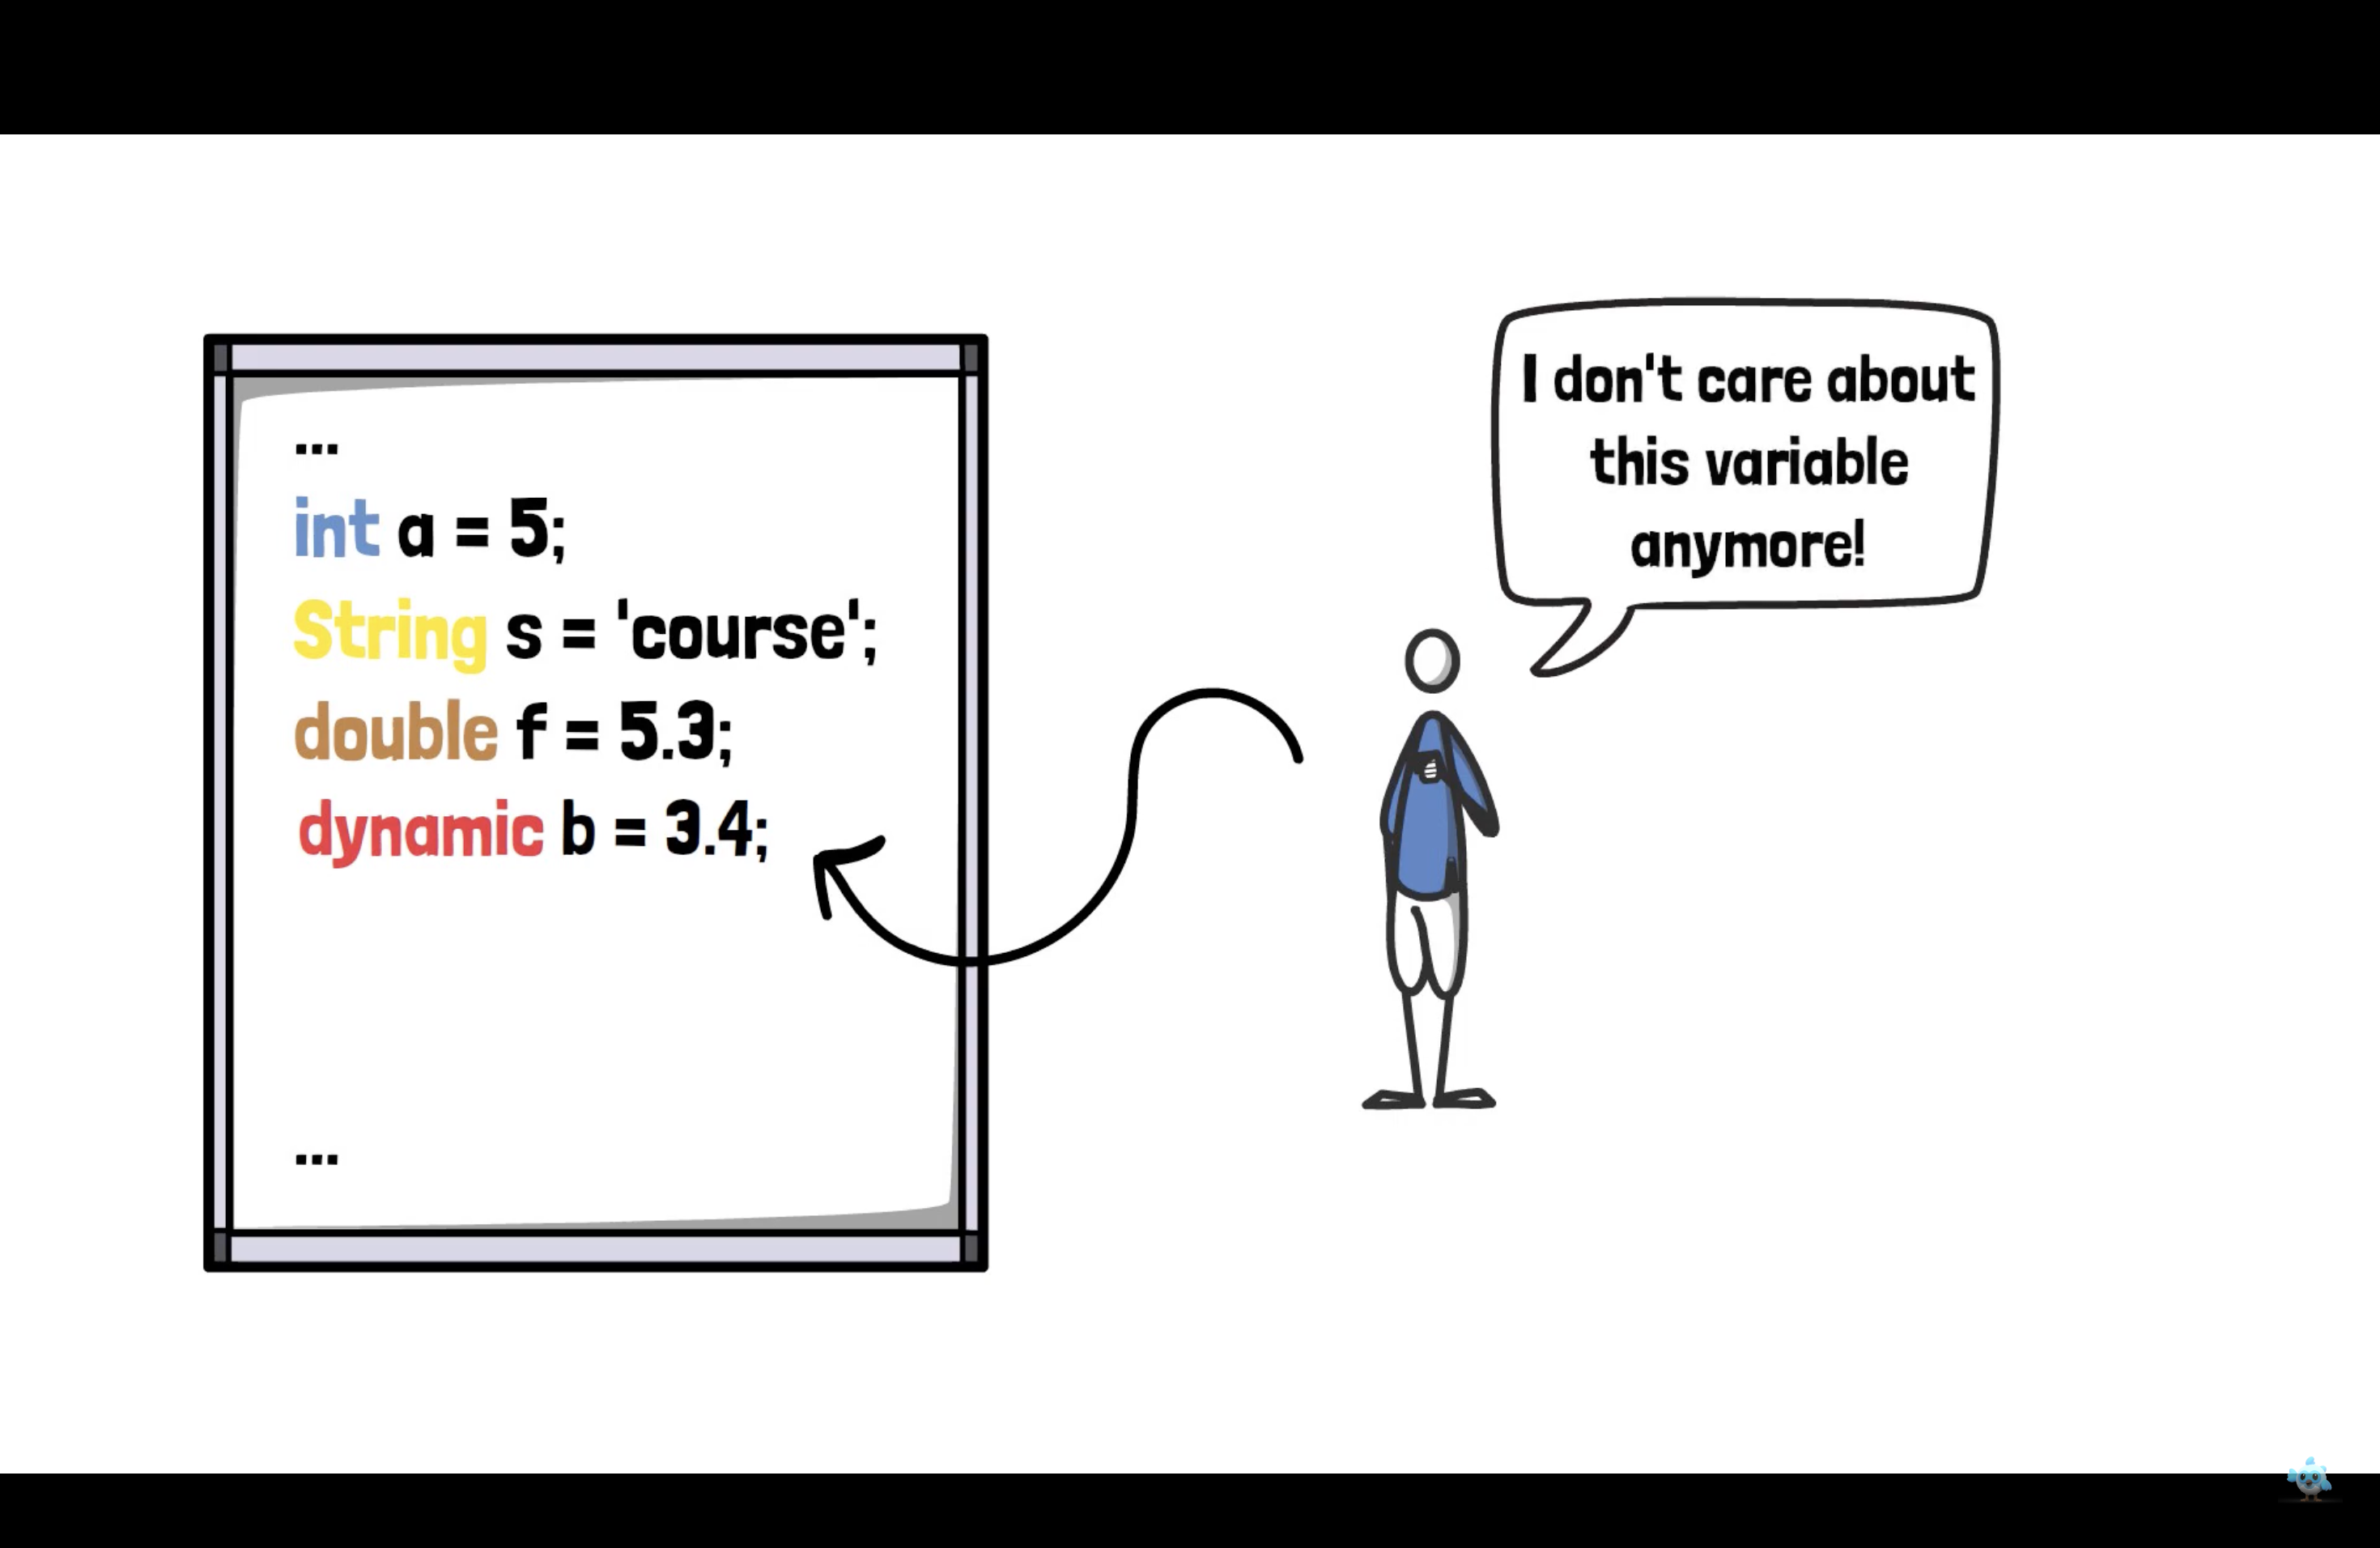 ...
int a = 5;
String s = 'course';
double f = 5.3;
dynamic b = 3.4;
...
I don't care about
this variable
anymore!